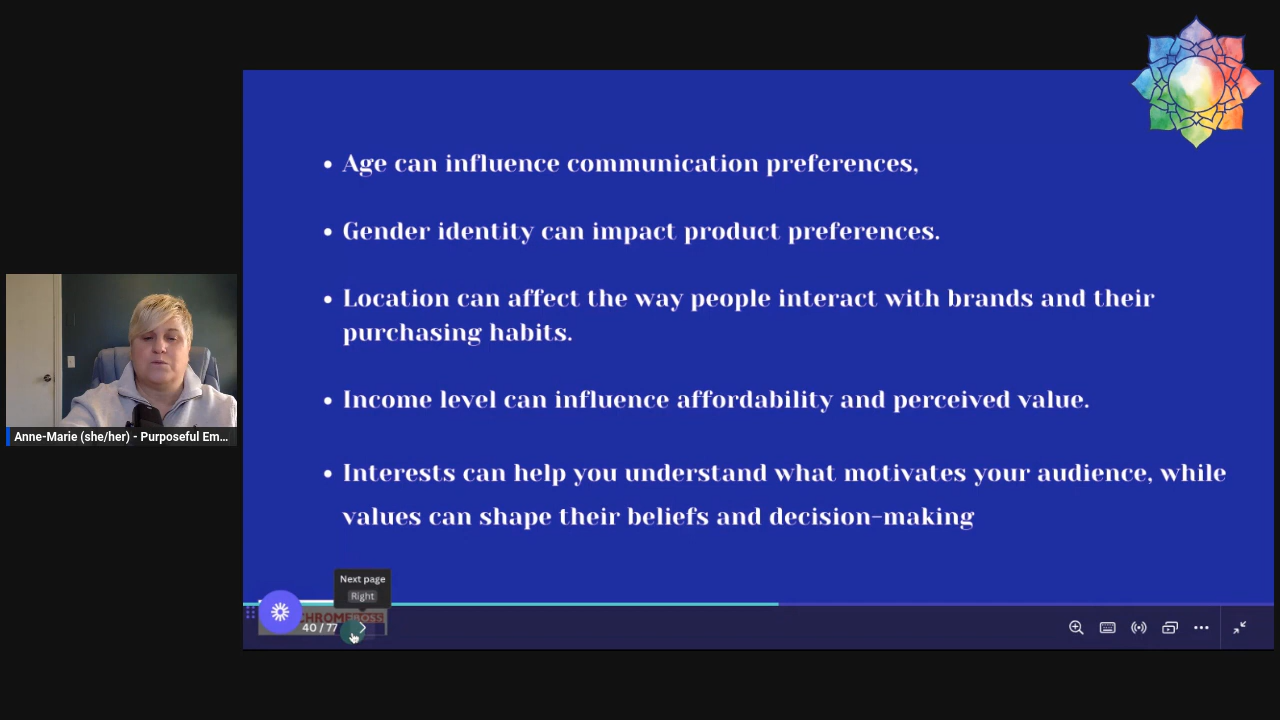 • Age can influence communication preferences,
• Gender identity can impact product preferences.
• Location can affect the way people interact with brands and their
purchasing habits.
• Income level can influence affordability and perceived value.
• Interests can help you understand what motivates your audience, while
values can shape their beliefs and decision-making
Anne-Marie (she/her) - Purposeful Em...
Next page
Right
40 / 77